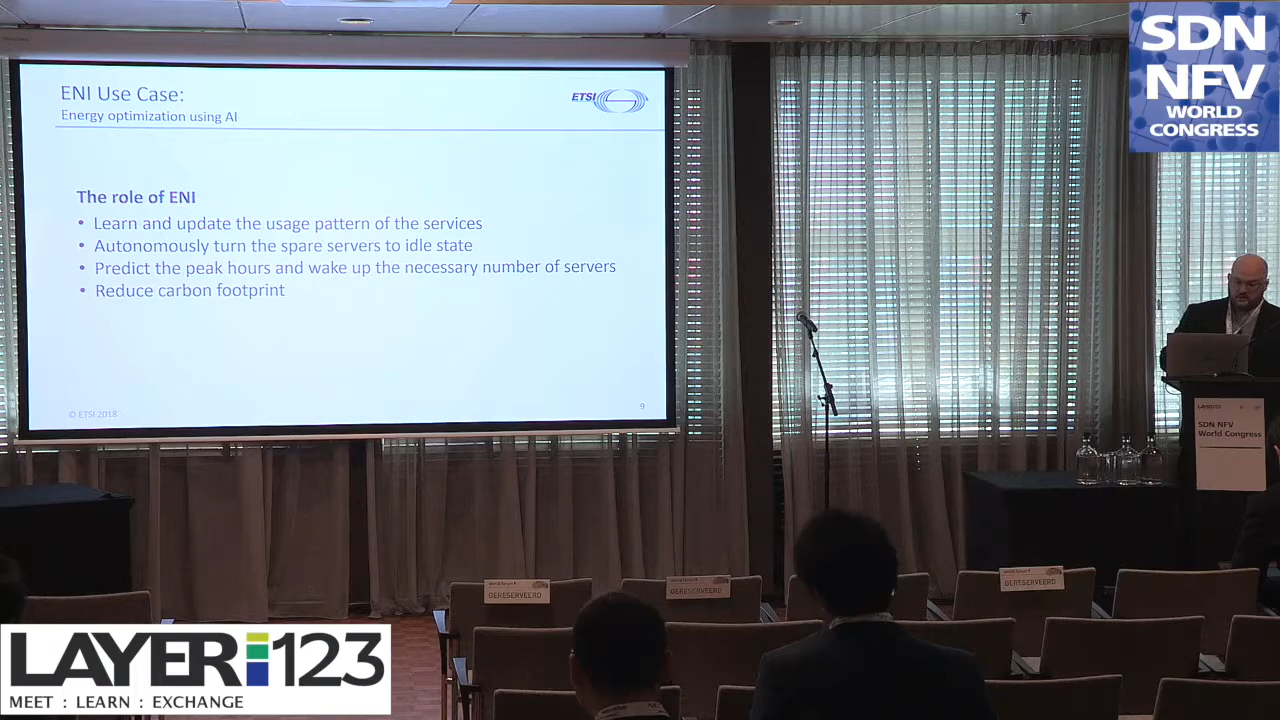 ENI Use Case:
Energy optimization using AI
ETSI
The role of ENI
• Learn and update the usage pattern of the services
• Autonomously turn the spare servers to idle state
• Predict the peak hours and wake up the necessary number of servers
• Reduce carbon footprint
© ETSI 2018
9
SDN
NFV
WORLD
CONGRESS
LAYER123
SDN NFV
World Congress
GERESERVEERD
GERESERVEERD
GERESERVEERD
LAYER 123
MEET : LEARN : EXCHANGE